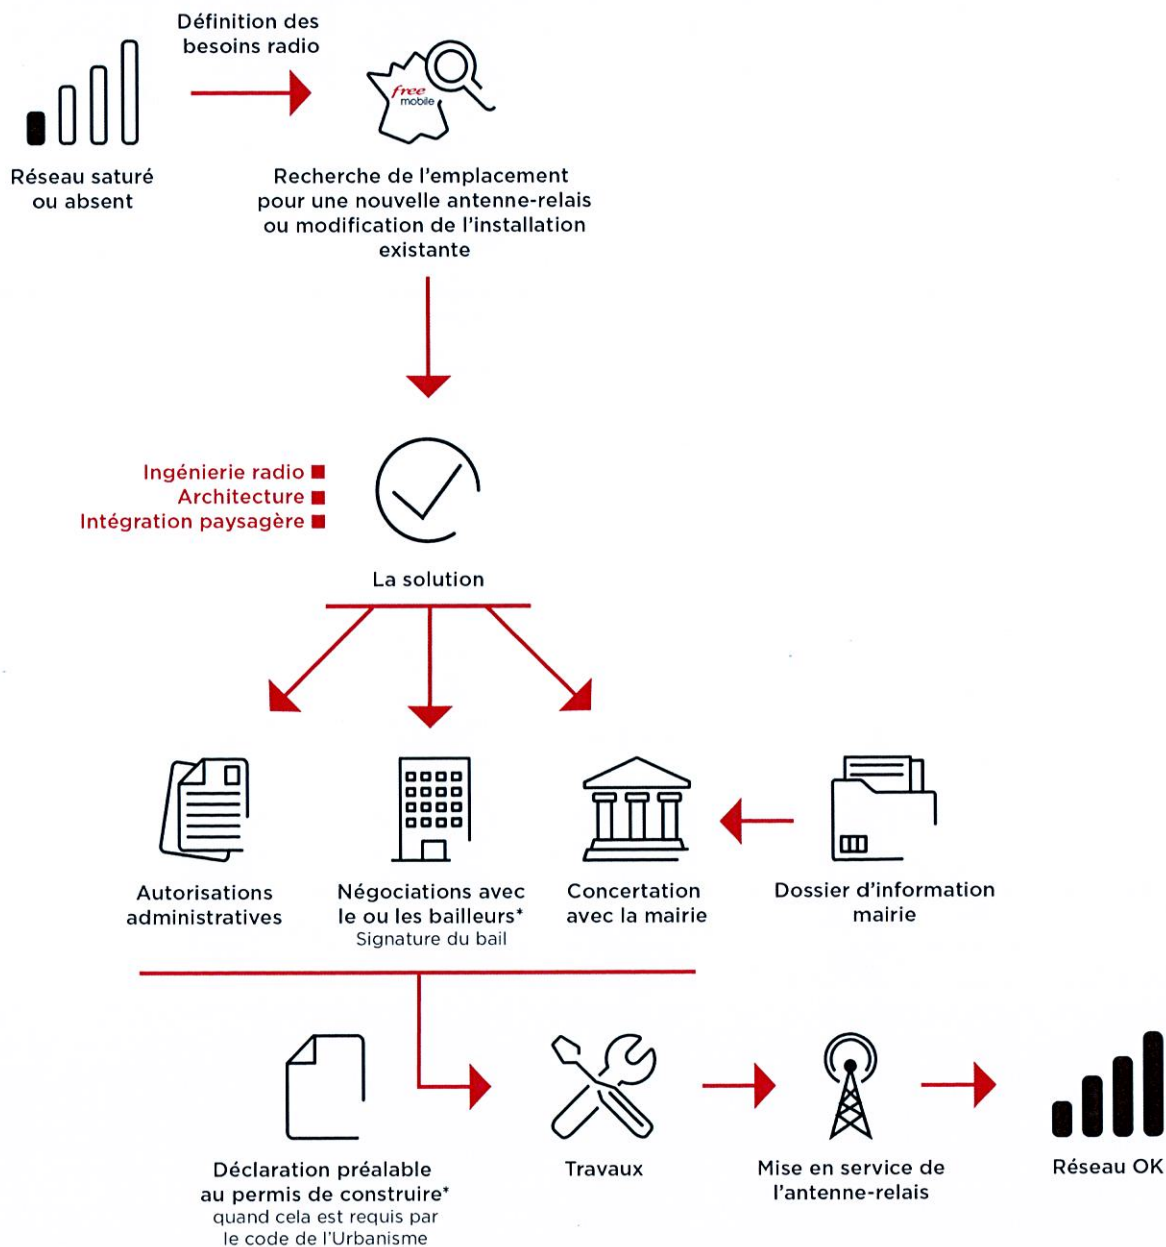 Définition des
besoins radio
free
mobile
Réseau saturé
ou absent
Recherche de l'emplacement
pour une nouvelle antenne-relais
ou modification de l'installation
existante
Ingénierie radio
Architecture
Intégration paysagère
La solution
Autorisations
administratives
Négociations avec
le ou les bailleurs*
Signature du bail
Concertation
avec la mairie
Dossier d'information
mairie
Déclaration préalable
au permis de construire*
quand cela est requis par
le code de l'Urbanisme
Travaux
Mise en service de
l'antenne-relais
Réseau OK